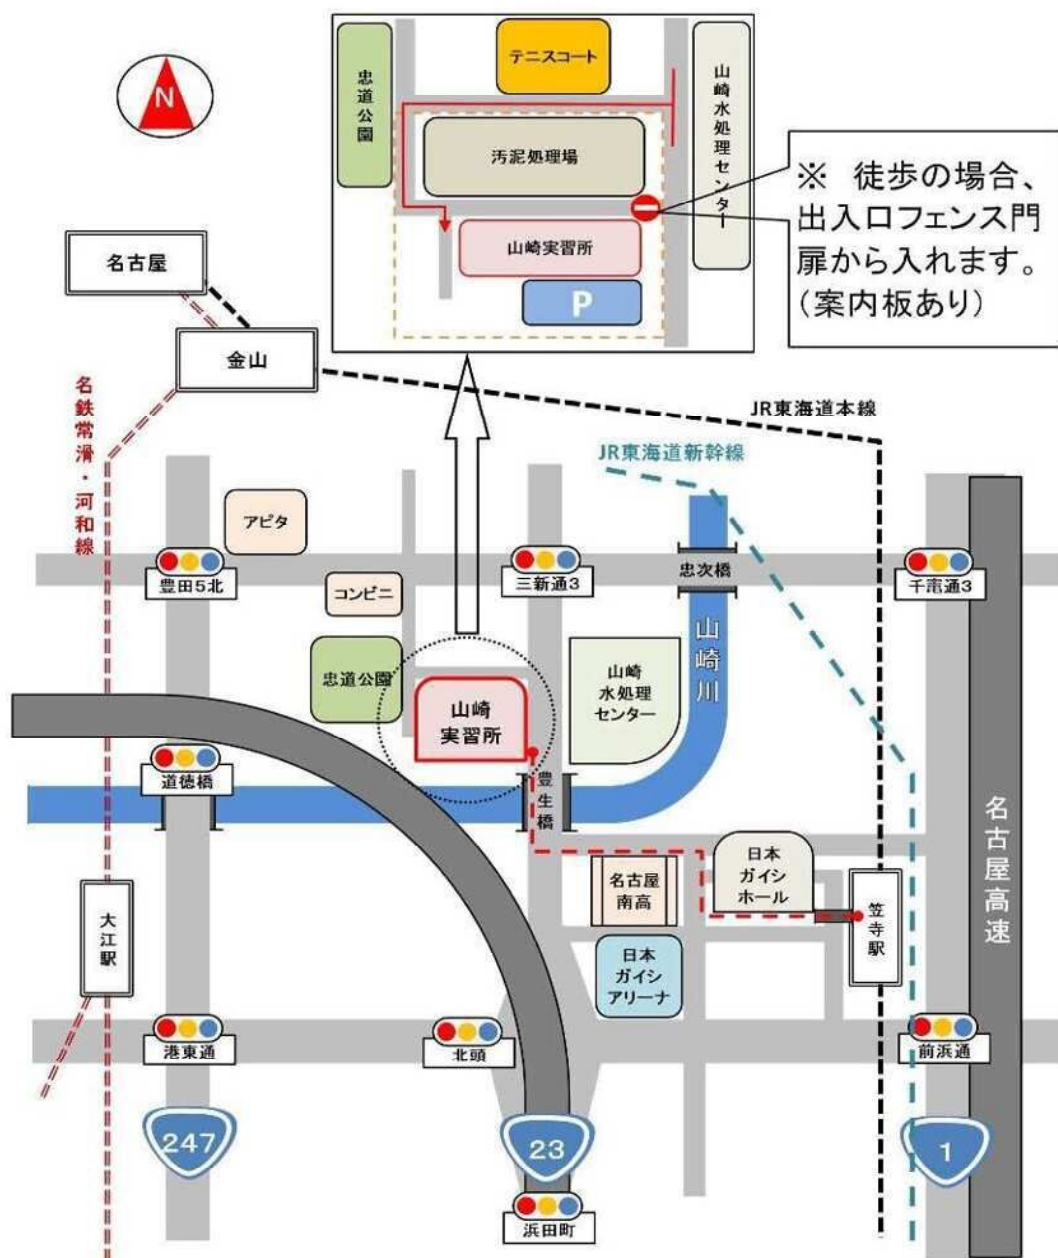 テニスコート
忠道公園
山崎水処理センター
汚泥処理場
山崎実習所
P
※ 徒歩の場合、
出入口フェンス門
扉から入れます。
（案内板あり）
N
名古屋
金山
名鉄常滑・河和線
JR東海道本線
JR東海道新幹線
アピタ
豊田5北
三新通3
忠次橋
千竃通3
コンビニ
忠道公園
山崎
実習所
山崎
水処理
センター
山崎川
道徳橋
豊生橋
名古屋高速
日本
ガイシ
ホール
名古屋
南高
笠寺駅
大江駅
日本
ガイシ
アリーナ
港東通
北頭
前浜通
247
23
1
浜田町